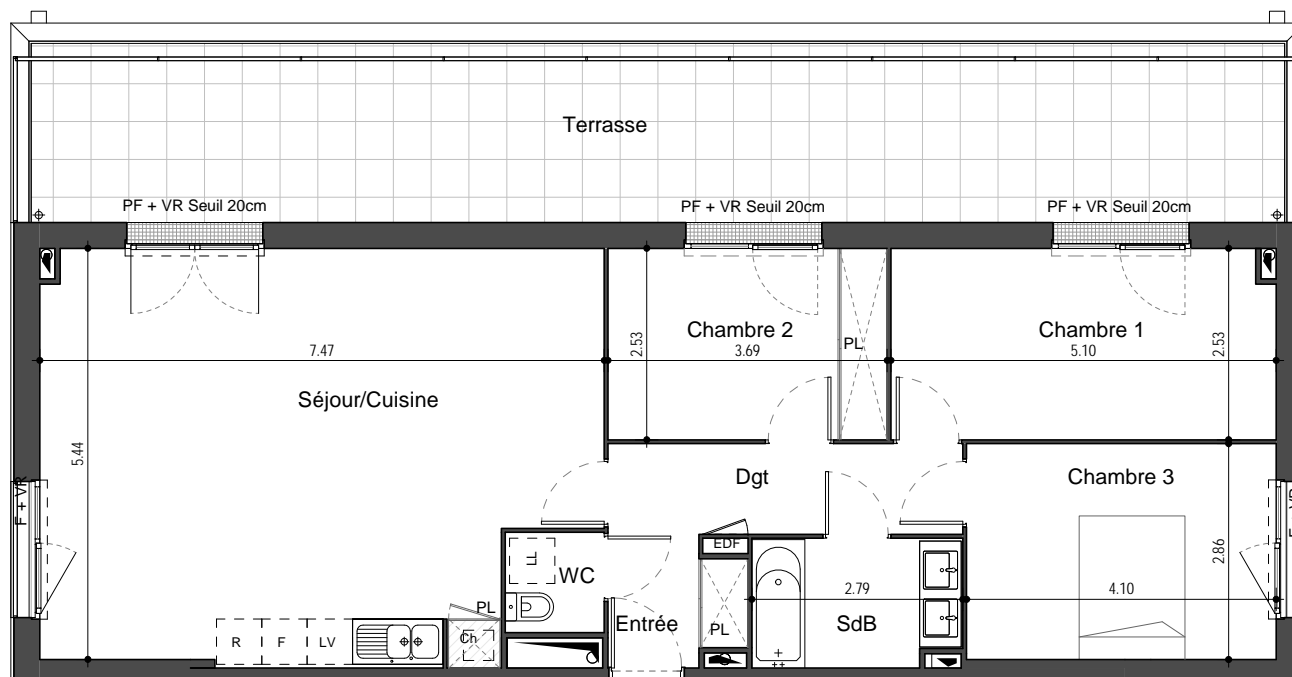 Terrasse
PF + VR Seuil 20cm
PF + VR Seuil 20cm
PF + VR Seuil 20cm
Chambre 2
3.69
2.53
PL
Chambre 1
5.10
2.53
7.47
Séjour/Cuisine
5.44
F + VR
Dgt
Chambre 3
F + VR
2.86
4.10
EDF
LL
WC
2.79
SdB
Entrée
PL
PL
Ch
R
F
LV
++